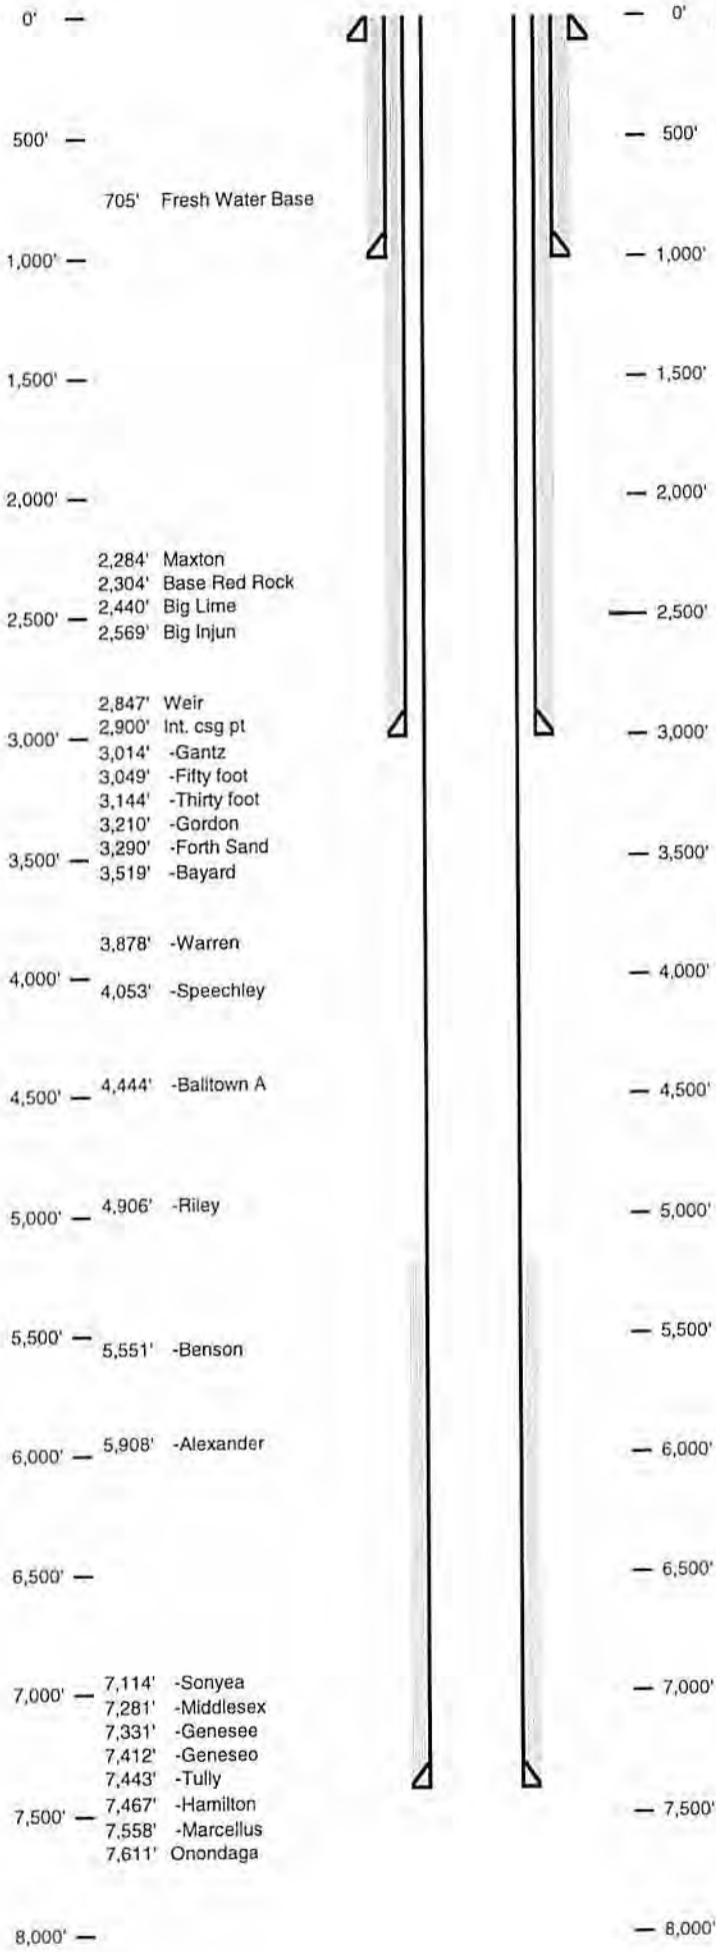 0' 0'
500' 500'
705' Fresh Water Base
1,000' 1,000'
1,500' 1,500'
2,000' 2,000'
2,284' Maxton
2,304' Base Red Rock
2,440' Big Lime
2,500' 2,500'
2,569' Big Injun
2,847' Weir
2,900' Int. csg pt
3,000' 3,000'
3,014' -Gantz
3,049' -Fifty foot
3,144' -Thirty foot
3,210' -Gordon
3,290' -Forth Sand
3,500' 3,500'
3,519' -Bayard
3,878' -Warren
4,000' 4,000'
4,053' -Speechley
4,444' -Balltown A
4,500' 4,500'
4,906' -Riley
5,000' 5,000'
5,500' 5,500'
5,551' -Benson
5,908' -Alexander
6,000' 6,000'
6,500' 6,500'
7,114' -Sonyea
7,000' 7,000'
7,281' -Middlesex
7,331' -Genesee
7,412' -Geneseo
7,443' -Tully
7,467' -Hamilton
7,500' 7,500'
7,558' -Marcellus
7,611' Onondaga
8,000' 8,000'